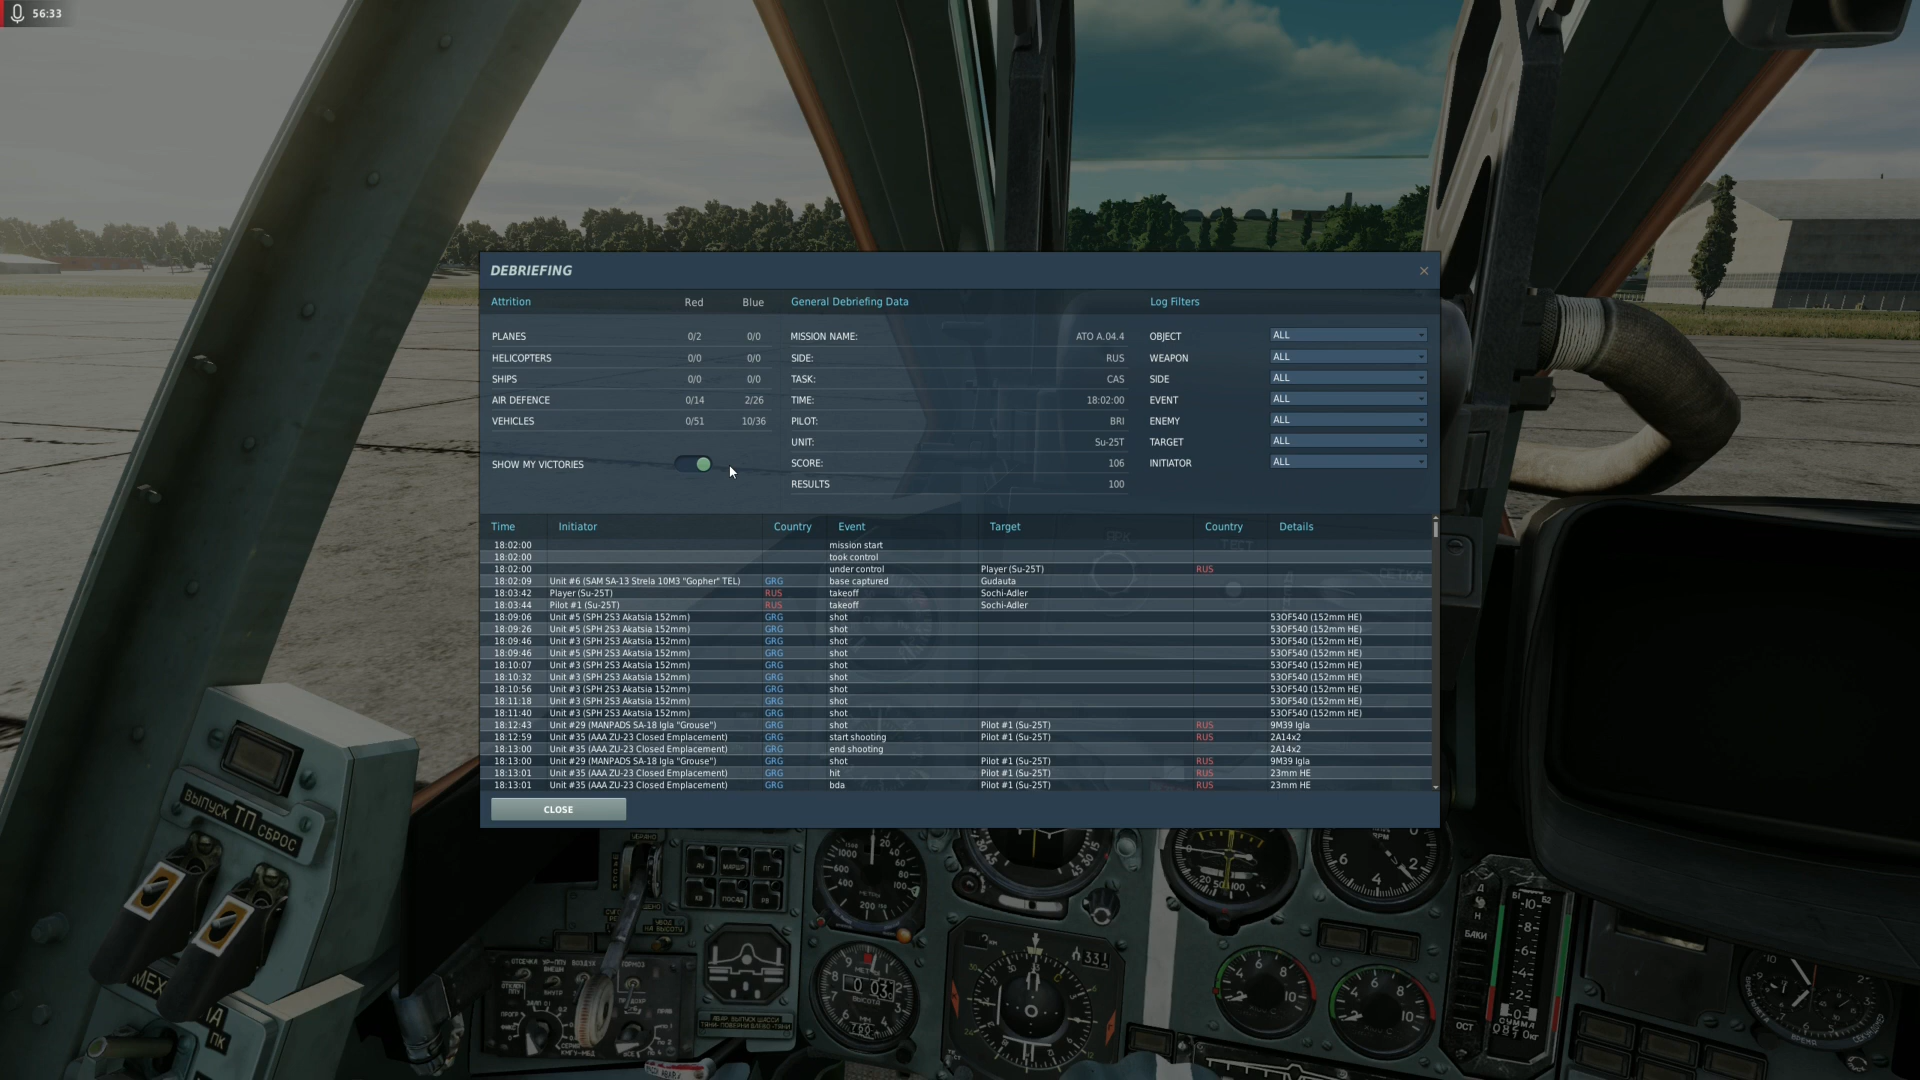 56:33
DEBRIEFING
Attrition Red Blue
PLANES 0/2 0/0
HELICOPTERS 0/0 0/0
SHIPS 0/0 0/0
AIR DEFENCE 0/14 2/26
VEHICLES 0/51 10/36
SHOW MY VICTORIES
General Debriefing Data
MISSION NAME: ATO A.04.4
SIDE: RUS
TASK: CAS
TIME: 18:02:00
PILOT: BRI
UNIT: Su-25T
SCORE: 106
RESULTS 100
Log Filters
OBJECT ALL
WEAPON ALL
SIDE ALL
EVENT ALL
ENEMY ALL
TARGET ALL
INITIATOR ALL
Time Initiator Country Event Target Country Details
18:02:00 mission start
18:02:00 took control
18:02:00 under control Player (Su-25T) RUS
18:02:09 Unit #6 (SAM SA-13 Strela 10M3 "Gopher" TEL) GRG base captured Gudauta
18:03:42 Player (Su-25T) RUS takeoff Sochi-Adler
18:03:44 Pilot #1 (Su-25T) RUS takeoff Sochi-Adler
18:09:06 Unit #5 (SPH 2S3 Akatsia 152mm) GRG shot 53OF540 (152mm HE)
18:09:26 Unit #5 (SPH 2S3 Akatsia 152mm) GRG shot 53OF540 (152mm HE)
18:09:46 Unit #3 (SPH 2S3 Akatsia 152mm) GRG shot 53OF540 (152mm HE)
18:09:46 Unit #5 (SPH 2S3 Akatsia 152mm) GRG shot 53OF540 (152mm HE)
18:10:07 Unit #3 (SPH 2S3 Akatsia 152mm) GRG shot 53OF540 (152mm HE)
18:10:32 Unit #3 (SPH 2S3 Akatsia 152mm) GRG shot 53OF540 (152mm HE)
18:10:56 Unit #3 (SPH 2S3 Akatsia 152mm) GRG shot 53OF540 (152mm HE)
18:11:18 Unit #3 (SPH 2S3 Akatsia 152mm) GRG shot 53OF540 (152mm HE)
18:11:40 Unit #3 (SPH 2S3 Akatsia 152mm) GRG shot 53OF540 (152mm HE)
18:12:43 Unit #29 (MANPADS SA-18 Igla "Grouse") GRG shot Pilot #1 (Su-25T) RUS 9M39 Igla
18:12:59 Unit #35 (AAA ZU-23 Closed Emplacement) GRG start shooting Pilot #1 (Su-25T) RUS 2A14x2
18:13:00 Unit #35 (AAA ZU-23 Closed Emplacement) GRG end shooting 2A14x2
18:13:00 Unit #29 (MANPADS SA-18 Igla "Grouse") GRG shot Pilot #1 (Su-25T) RUS 9M39 Igla
18:13:01 Unit #35 (AAA ZU-23 Closed Emplacement) GRG hit Pilot #1 (Su-25T) RUS 23mm HE
18:13:01 Unit #35 (AAA ZU-23 Closed Emplacement) GRG bda Pilot #1 (Su-25T) RUS 23mm HE
CLOSE
ВЫПУСК ТП СБРОС
МЕХ
БАКИ
ОСТ
СУММА